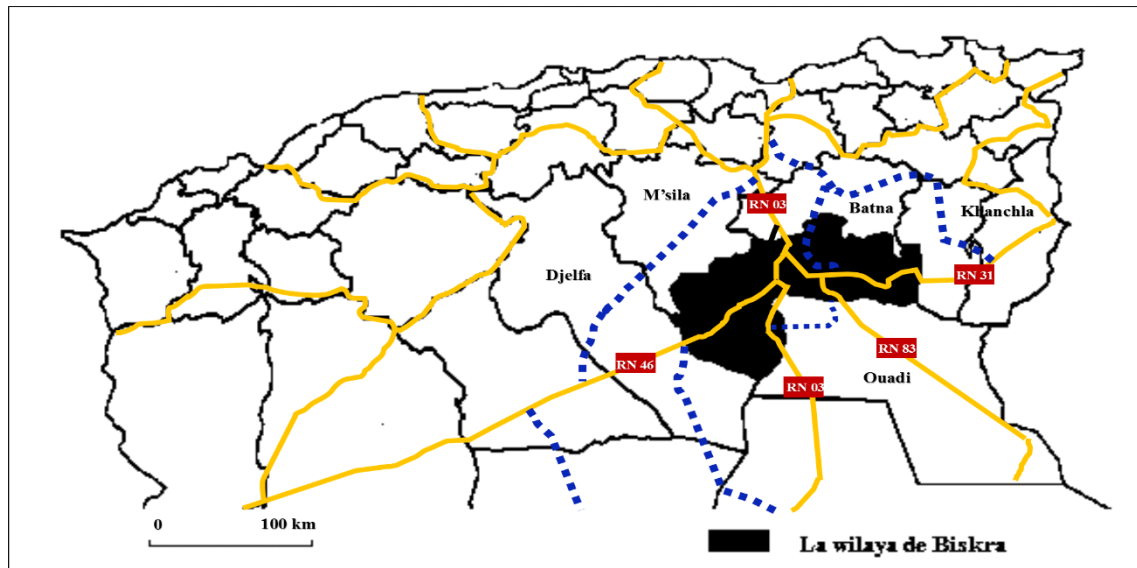 M'sila
RN 03
Batna
Khanchla
Djelfa
RN 31
RN 46
RN 83
RN 03
Ouadi
0 100 km
La wilaya de Biskra